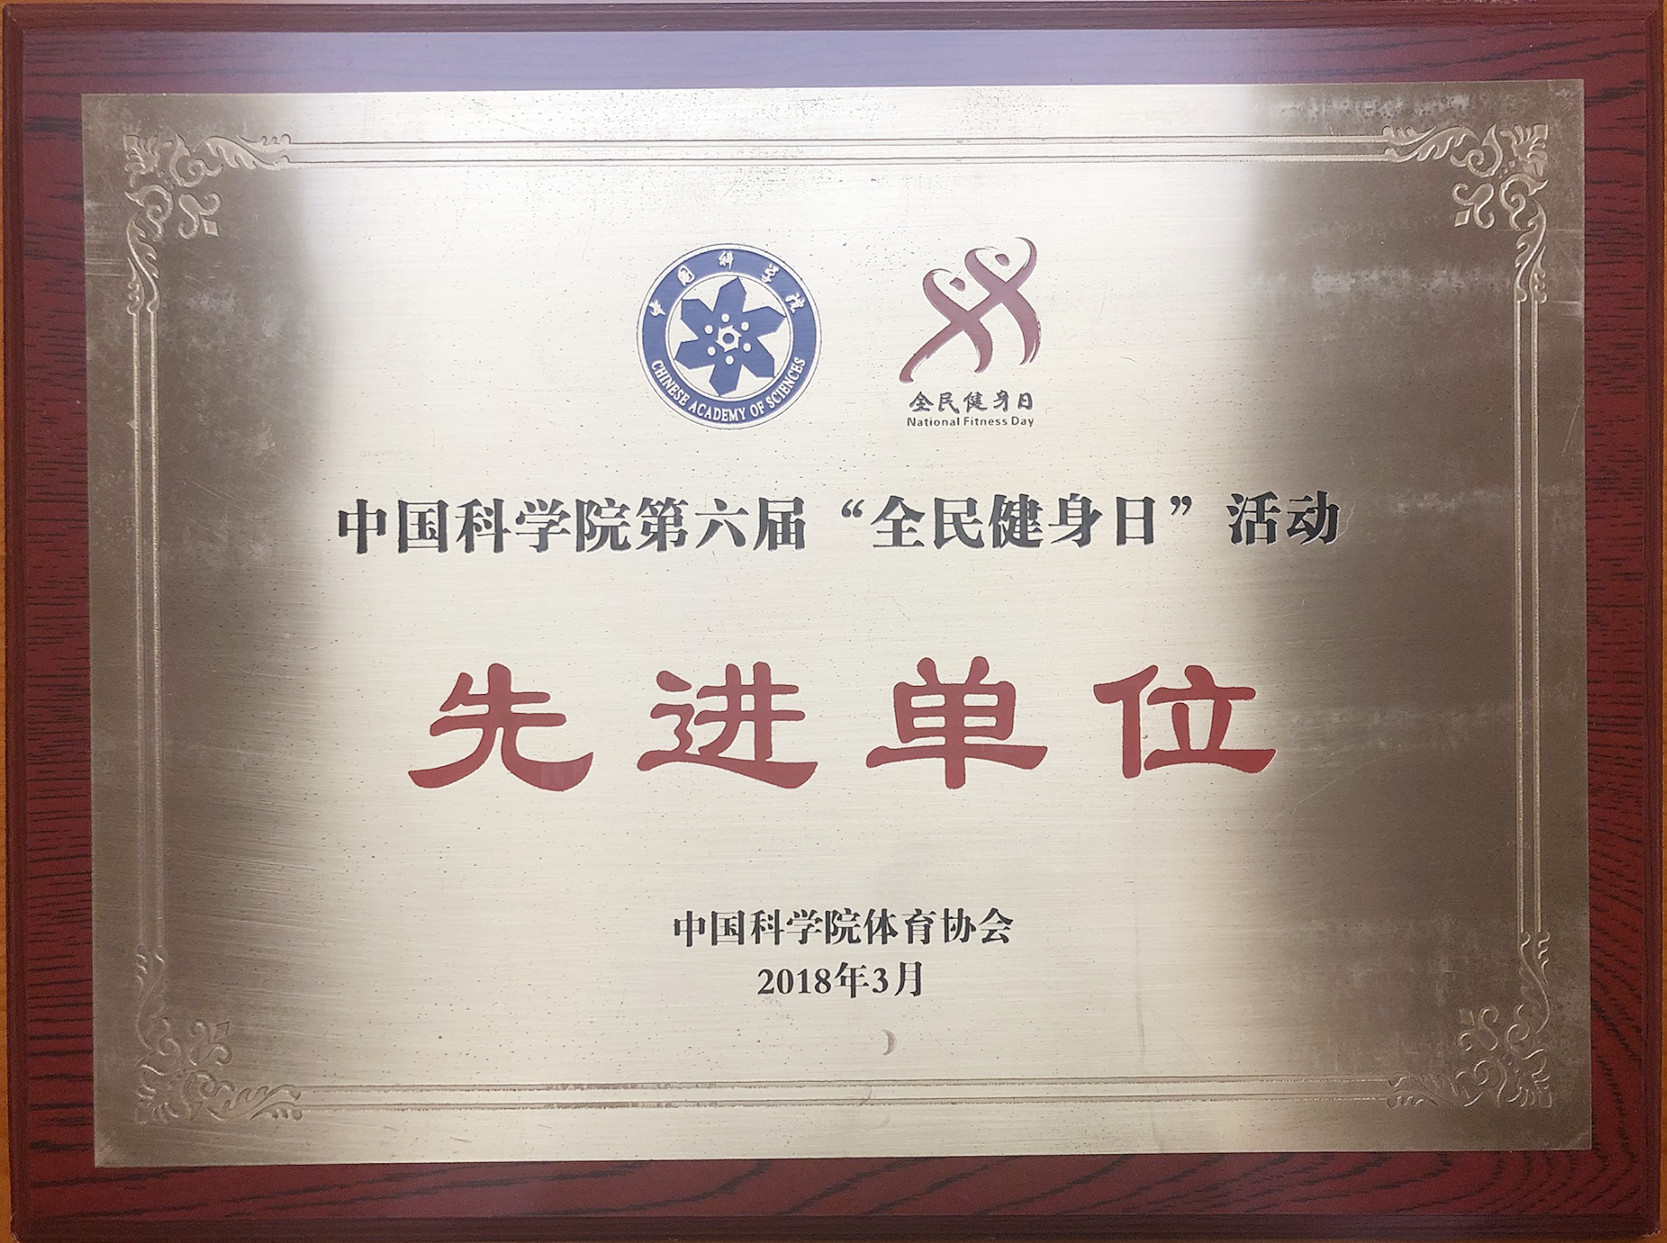 中国科学院
CHINESE ACADEMY OF SCIENCES
全民健身日
National Fitness Day
中国科学院第六届“全民健身日”活动
先进单位
中国科学院体育协会
2018年3月